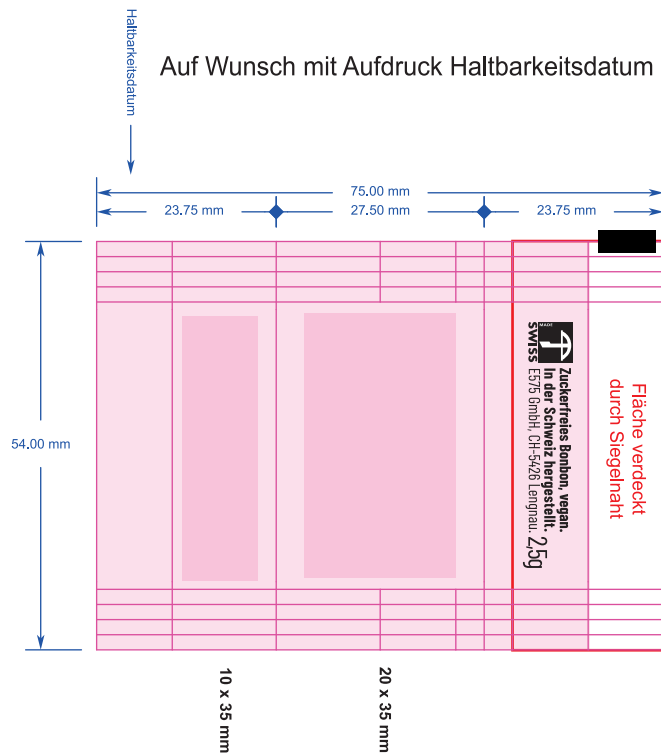 Haltbarkeitsdatum
Auf Wunsch mit Aufdruck Haltbarkeitsdatum
75.00 mm
23.75 mm
27.50 mm
23.75 mm
54.00 mm
MADE
SWISS
Zuckerfreies Bonbon, vegan.
In der Schweiz hergestellt.
E575 GmbH, CH-5426 Lengnau. 2,5g
Fläche verdeckt
durch Siegelnaht
10 x 35 mm
20 x 35 mm